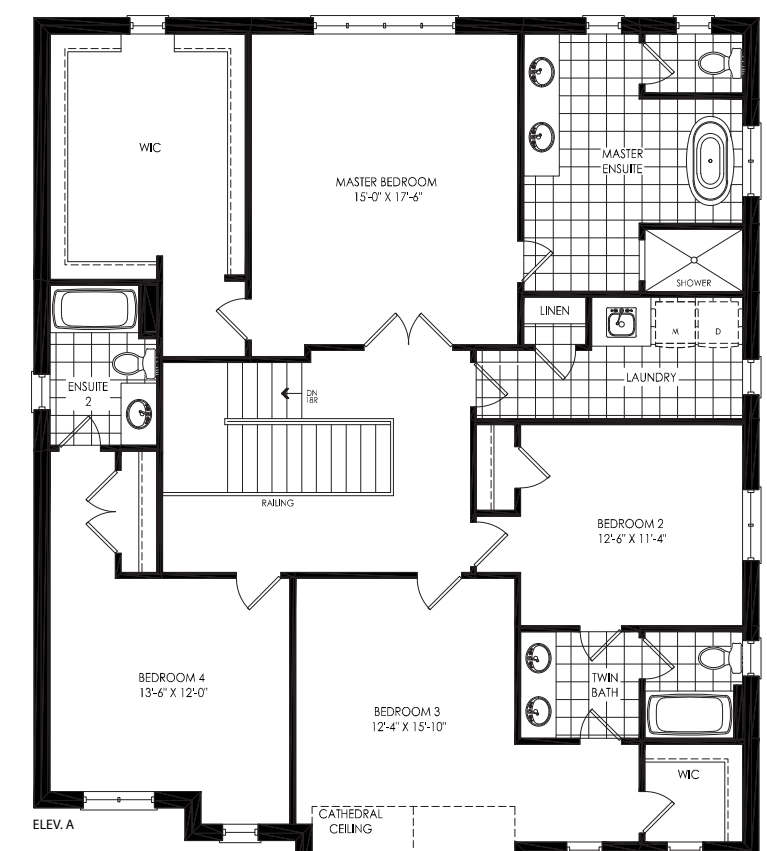 WIC
MASTER BEDROOM
15'-0" X 17'-6"
MASTER
ENSUITE
SHOWER
LINEN
M
D
LAUNDRY
ENSUITE
2
DN
18R
RAILING
BEDROOM 2
12'-6" X 11'-4"
BEDROOM 4
13'-6" X 12'-0"
TWIN
BATH
BEDROOM 3
12'-4" X 15'-10"
WIC
CATHEDRAL
CEILING
ELEV. A